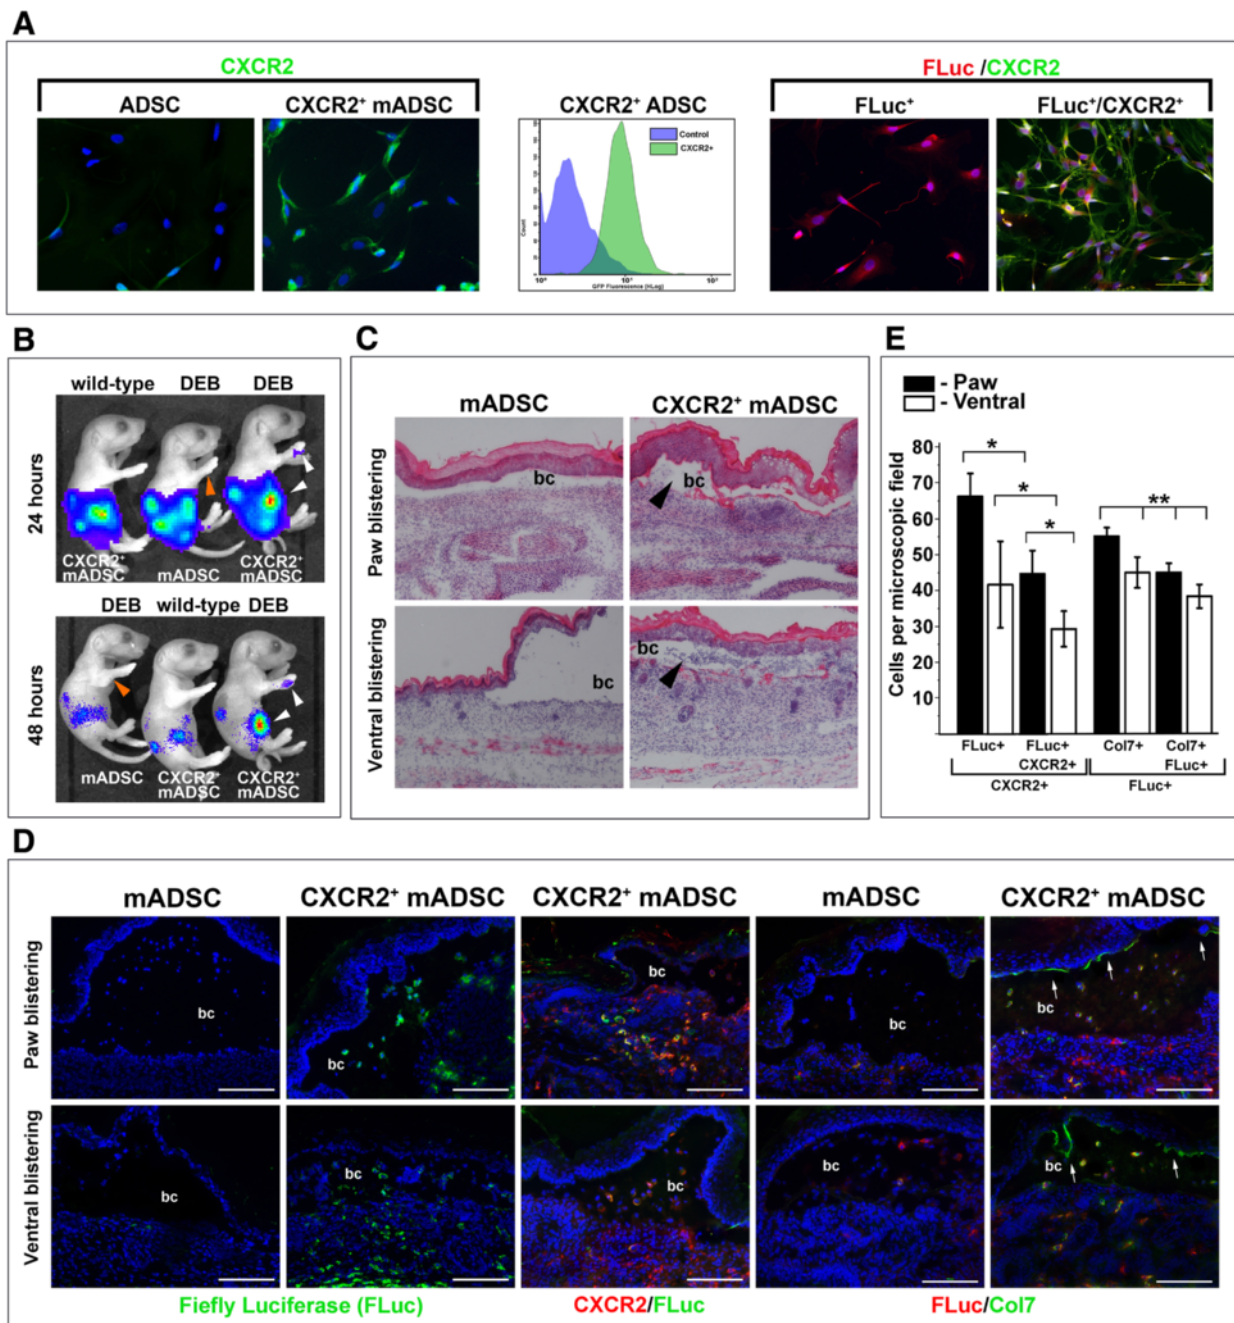 A
CXCR2
ADSC
CXCR2⁺ mADSC
CXCR2⁺ ADSC
Control
CXCR2+
Count
GFP Fluorescence (HLog)
FLuc /CXCR2
FLuc⁺
FLuc⁺/CXCR2⁺
B
24 hours
wild-type DEB DEB
CXCR2⁺ mADSC
mADSC
CXCR2⁺ mADSC
48 hours
DEB wild-type DEB
mADSC
CXCR2⁺ mADSC
CXCR2⁺ mADSC
C
mADSC
CXCR2⁺ mADSC
Paw blistering
bc
bc
Ventral blistering
bc
bc
E
- Paw
- Ventral
Cells per microscopic field
80
70
60
50
40
30
20
10
*
*
*
**
FLuc+
FLuc+ CXCR2+
Col7+
Col7+ FLuc+
CXCR2+
FLuc+
D
mADSC
CXCR2⁺ mADSC
CXCR2⁺ mADSC
mADSC
CXCR2⁺ mADSC
Paw blistering
bc
bc
bc
bc
bc
Ventral blistering
bc
bc
bc
bc
bc
Fiefly Luciferase (FLuc)
CXCR2/FLuc
FLuc/Col7